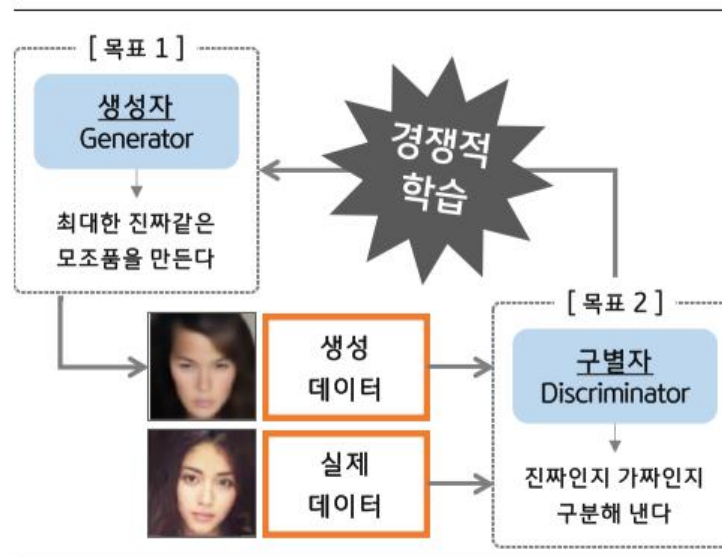 [ 목표 1 ]
생성자
Generator
최대한 진짜같은
모조품을 만든다
경쟁적
학습
생성
데이터
실제
데이터
[ 목표 2 ]
구별자
Discriminator
진짜인지 가짜인지
구분해 낸다